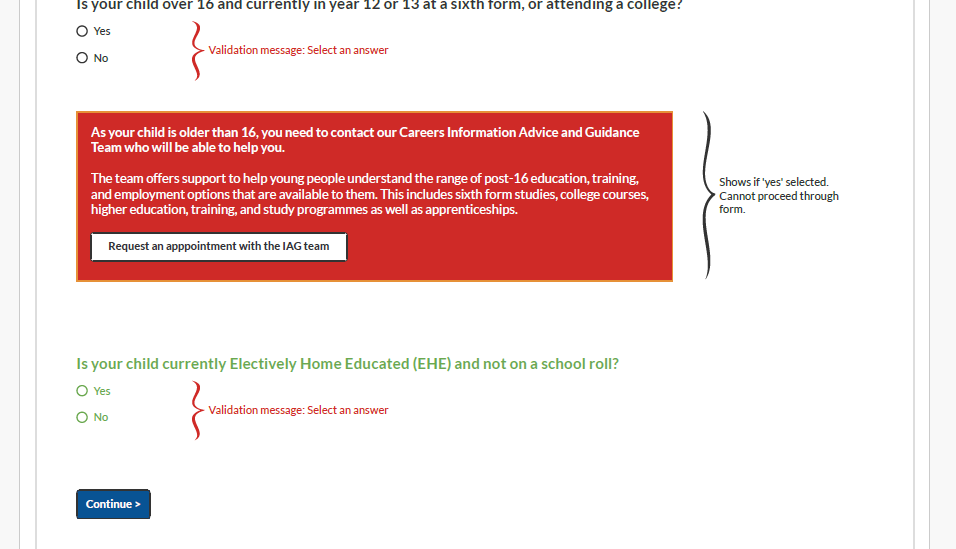 Is your child over 16 and currently in year 12 or 13 at a sixth form, or attending a college?
Yes
No
Validation message: Select an answer
As your child is older than 16, you need to contact our Careers Information Advice and Guidance
Team who will be able to help you.
The team offers support to help young people understand the range of post-16 education, training,
and employment options that are available to them. This includes sixth form studies, college courses,
higher education, training, and study programmes as well as apprenticeships.
Request an apppointment with the IAG team
Shows if 'yes' selected.
Cannot proceed through
form.
Is your child currently Electively Home Educated (EHE) and not on a school roll?
Yes
No
Validation message: Select an answer
Continue >